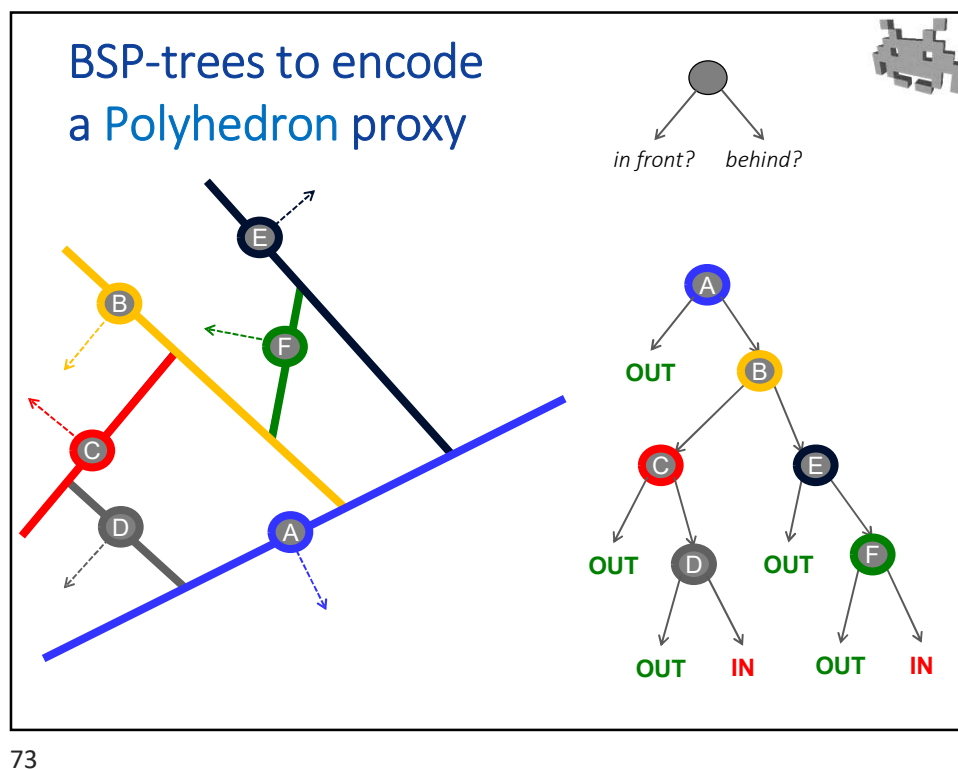 BSP-trees to encode
a Polyhedron proxy
in front? behind?
E
B
F
C
D
A
A
OUT
B
C
E
OUT
D
OUT
F
OUT
IN
OUT
IN
73